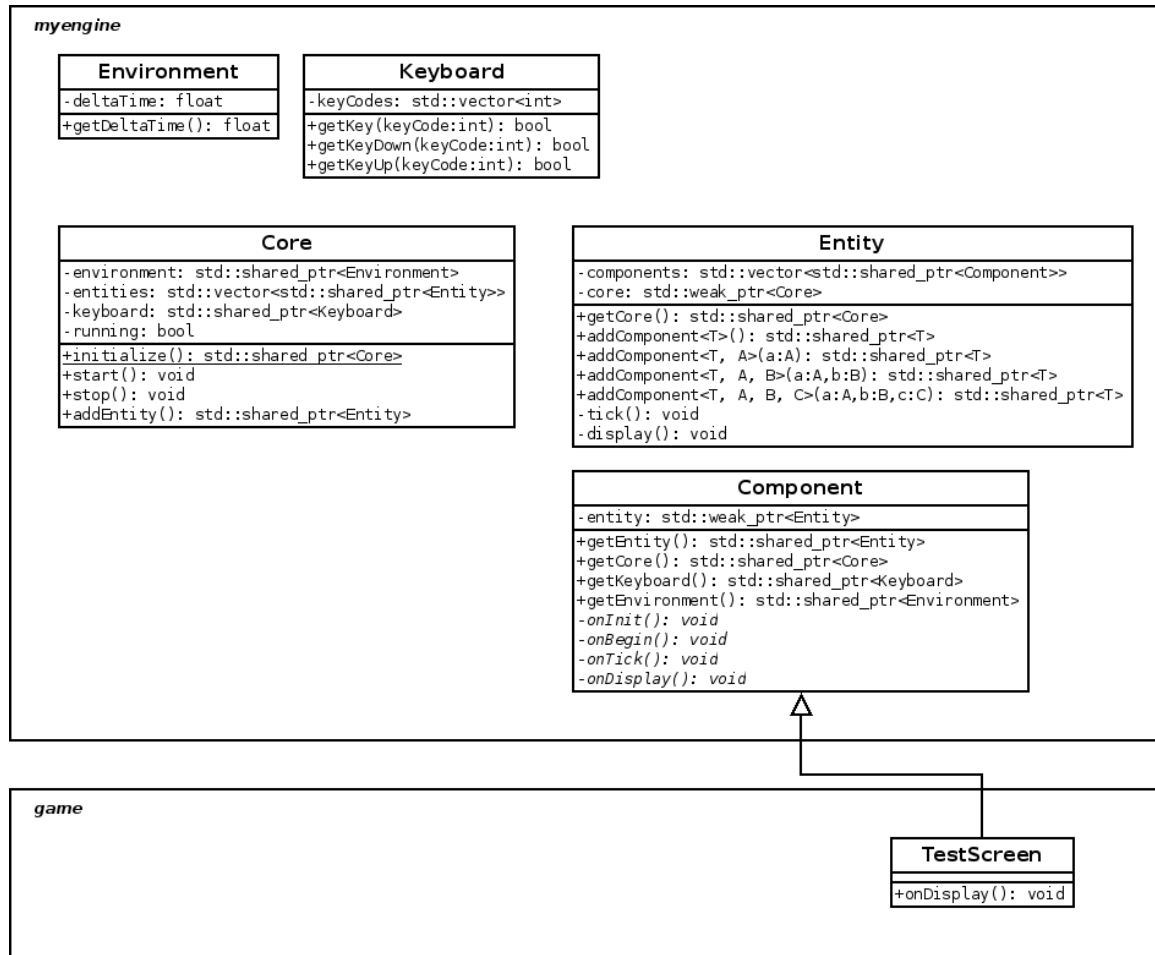 myengine
Environment
-deltaTime: float
+getDeltaTime(): float
Keyboard
-keyCodes: std::vector<int>
+getKey(keyCode:int): bool
+getKeyDown(keyCode:int): bool
+getKeyUp(keyCode:int): bool
Core
-environment: std::shared_ptr<Environment>
-entities: std::vector<std::shared_ptr<Entity>>
-keyboard: std::shared_ptr<Keyboard>
-running: bool
+initialize(): std::shared_ptr<Core>
+start(): void
+stop(): void
+addEntity(): std::shared_ptr<Entity>
Entity
-components: std::vector<std::shared_ptr<Component>>
-core: std::weak_ptr<Core>
+getCore(): std::shared_ptr<Core>
+addComponent<T>(): std::shared_ptr<T>
+addComponent<T, A>(a:A): std::shared_ptr<T>
+addComponent<T, A, B>(a:A,b:B): std::shared_ptr<T>
+addComponent<T, A, B, C>(a:A,b:B,c:C): std::shared_ptr<T>
-tick(): void
-display(): void
Component
-entity: std::weak_ptr<Entity>
+getEntity(): std::shared_ptr<Entity>
+getCore(): std::shared_ptr<Core>
+getKeyboard(): std::shared_ptr<Keyboard>
+getEnvironment(): std::shared_ptr<Environment>
-onInit(): void
-onBegin(): void
-onTick(): void
-onDisplay(): void
game
TestScreen
+onDisplay(): void